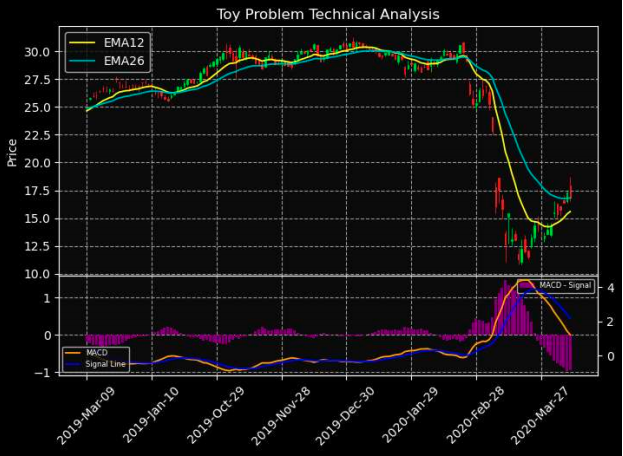 Toy Problem Technical Analysis
EMA12
EMA26
Price
30.0
27.5
25.0
22.5
20.0
17.5
15.0
12.5
10.0
MACD - Signal
MACD
Signal Line
1
0
−1
4
2
0
2019-Mar-09
2019-Jan-10
2019-Oct-29
2019-Nov-28
2019-Dec-30
2020-Jan-29
2020-Feb-28
2020-Mar-27